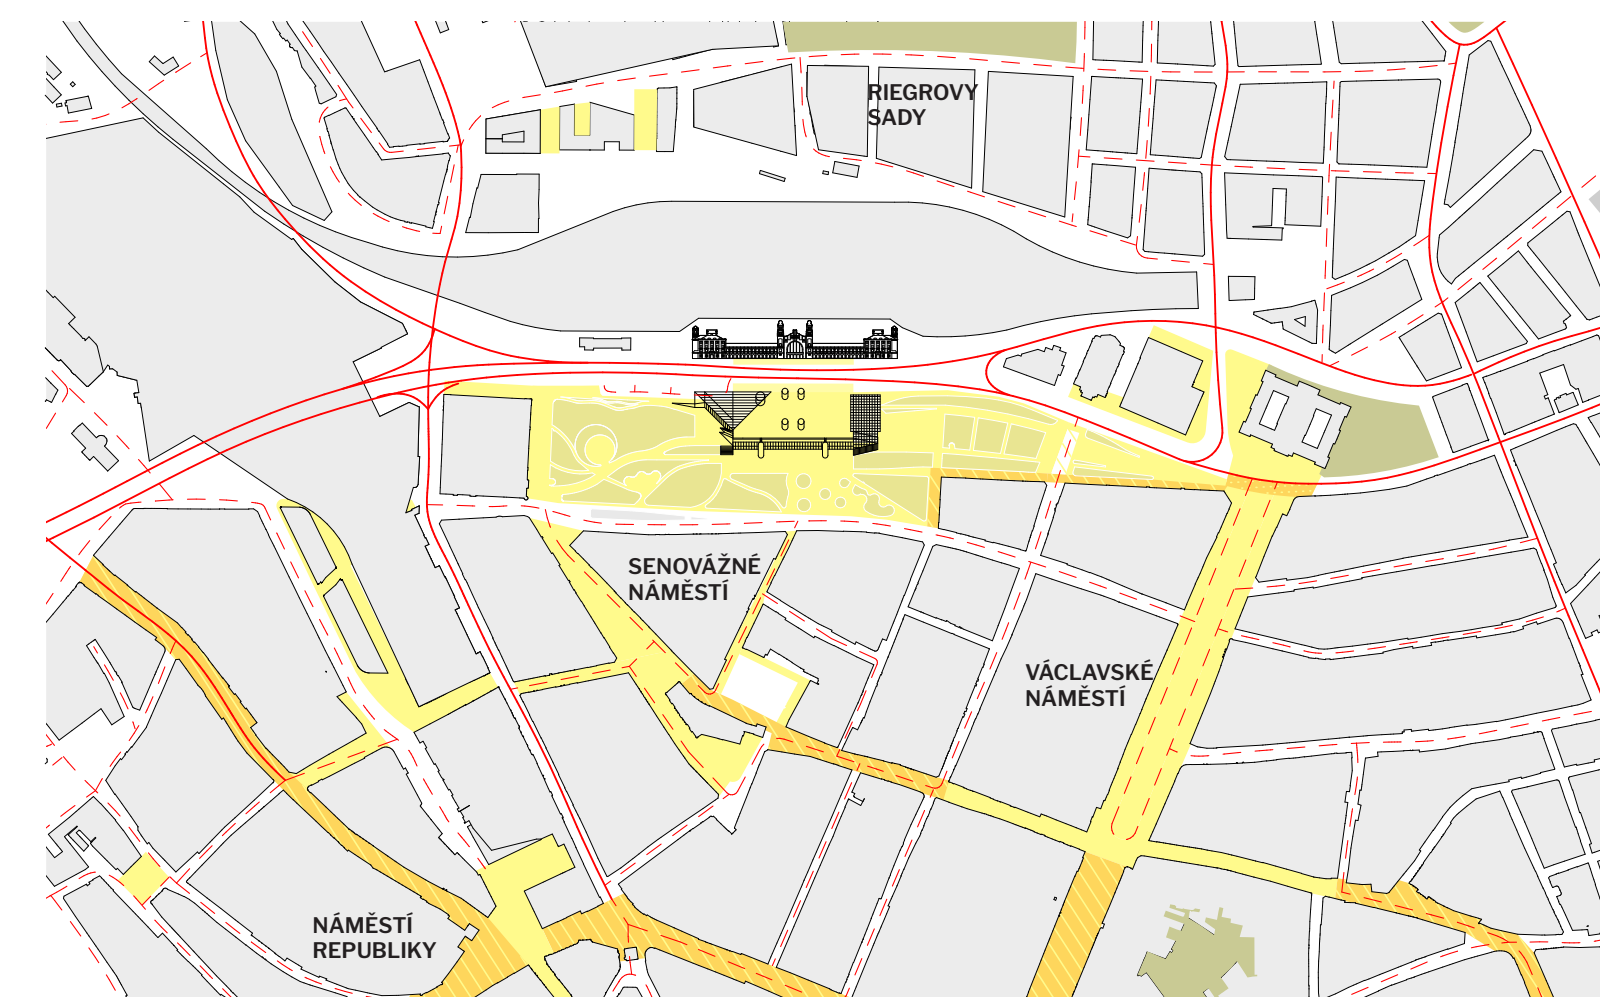 RIEGROVY
SADY
SENOVÁŽNÉ
NÁMĚSTÍ
VÁCLAVSKÉ
NÁMĚSTÍ
NÁMĚSTÍ
REPUBLIKY